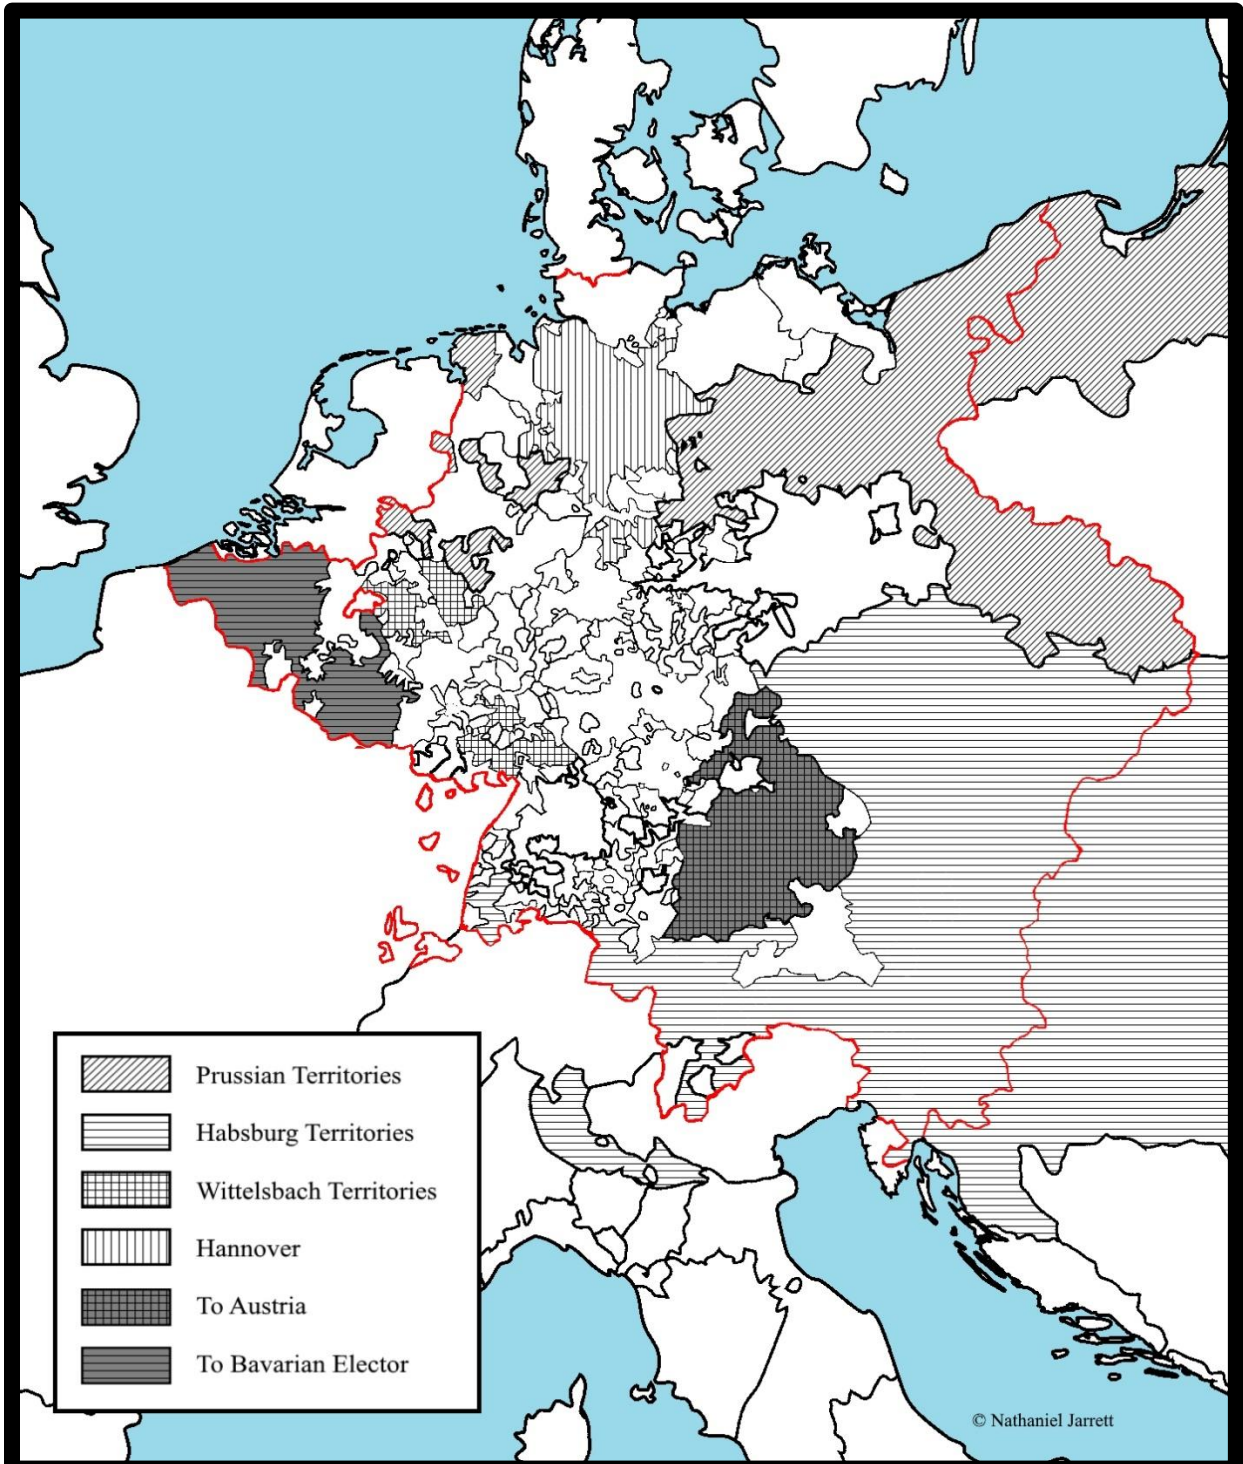 Prussian Territories
Habsburg Territories
Wittelsbach Territories
Hannover
To Austria
To Bavarian Elector
© Nathaniel Jarrett